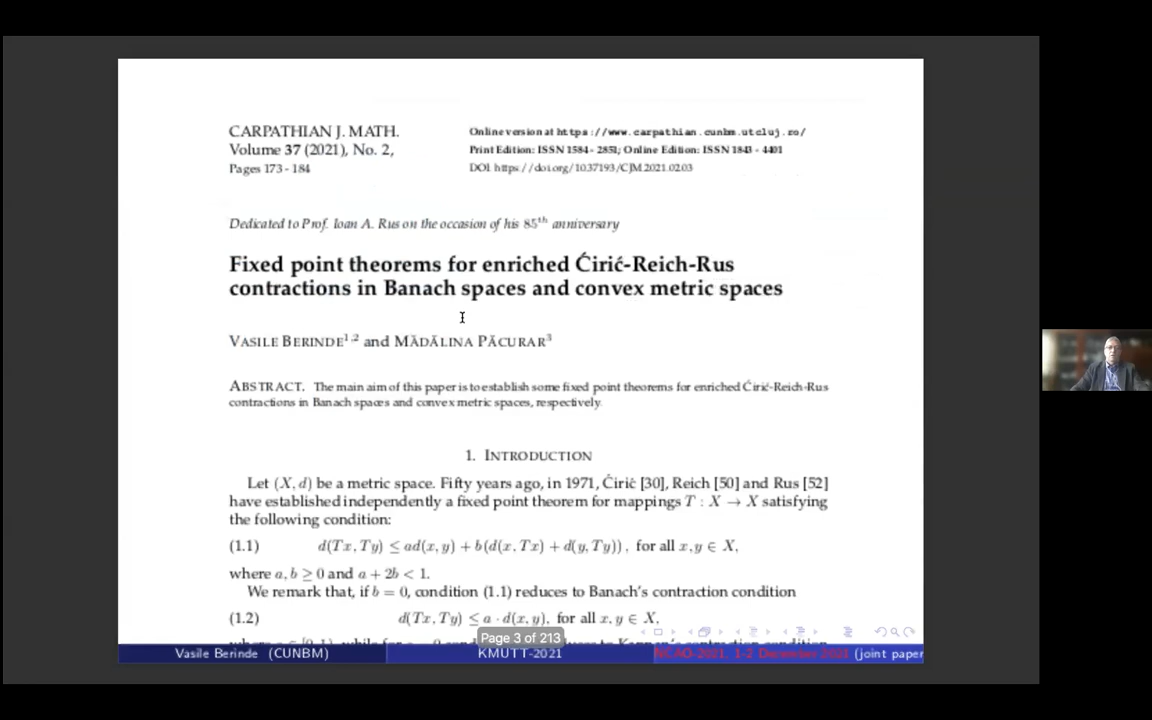 CARPATHIAN J. MATH.
Volume 37 (2021), No. 2,
Pages 173 - 184
Online version at https://www.carpathian.cunbm.utcluj.ro/
Print Edition: ISSN 1584 - 2851; Online Edition: ISSN 1843 - 4401
DOI: https://doi.org/10.37193/CJM.2021.02.03
Dedicated to Prof. Ioan A. Rus on the occasion of his 85th anniversary
Fixed point theorems for enriched Ćirić-Reich-Rus
contractions in Banach spaces and convex metric spaces
VASILE BERINDE1,2 and MĂDĂLINA PĂCURAR3
ABSTRACT. The main aim of this paper is to establish some fixed point theorems for enriched Ćirić-Reich-Rus
contractions in Banach spaces and convex metric spaces, respectively.
1. INTRODUCTION
Let (X, d) be a metric space. Fifty years ago, in 1971, Ćirić [30], Reich [50] and Rus [52]
have established independently a fixed point theorem for mappings T : X → X satisfying
the following condition:
(1.1) d(Tx, Ty) ≤ ad(x, y) + b(d(x, Tx) + d(y, Ty)), for all x, y ∈ X,
where a, b ≥ 0 and a + 2b < 1.
We remark that, if b = 0, condition (1.1) reduces to Banach's contraction condition
(1.2) d(Tx, Ty) ≤ a · d(x, y), for all x, y ∈ X,
Page 3 of 213
Vasile Berinde (CUNBM) KMUTT-2021 NCAO-2021, 1-2 December 2021 (joint paper